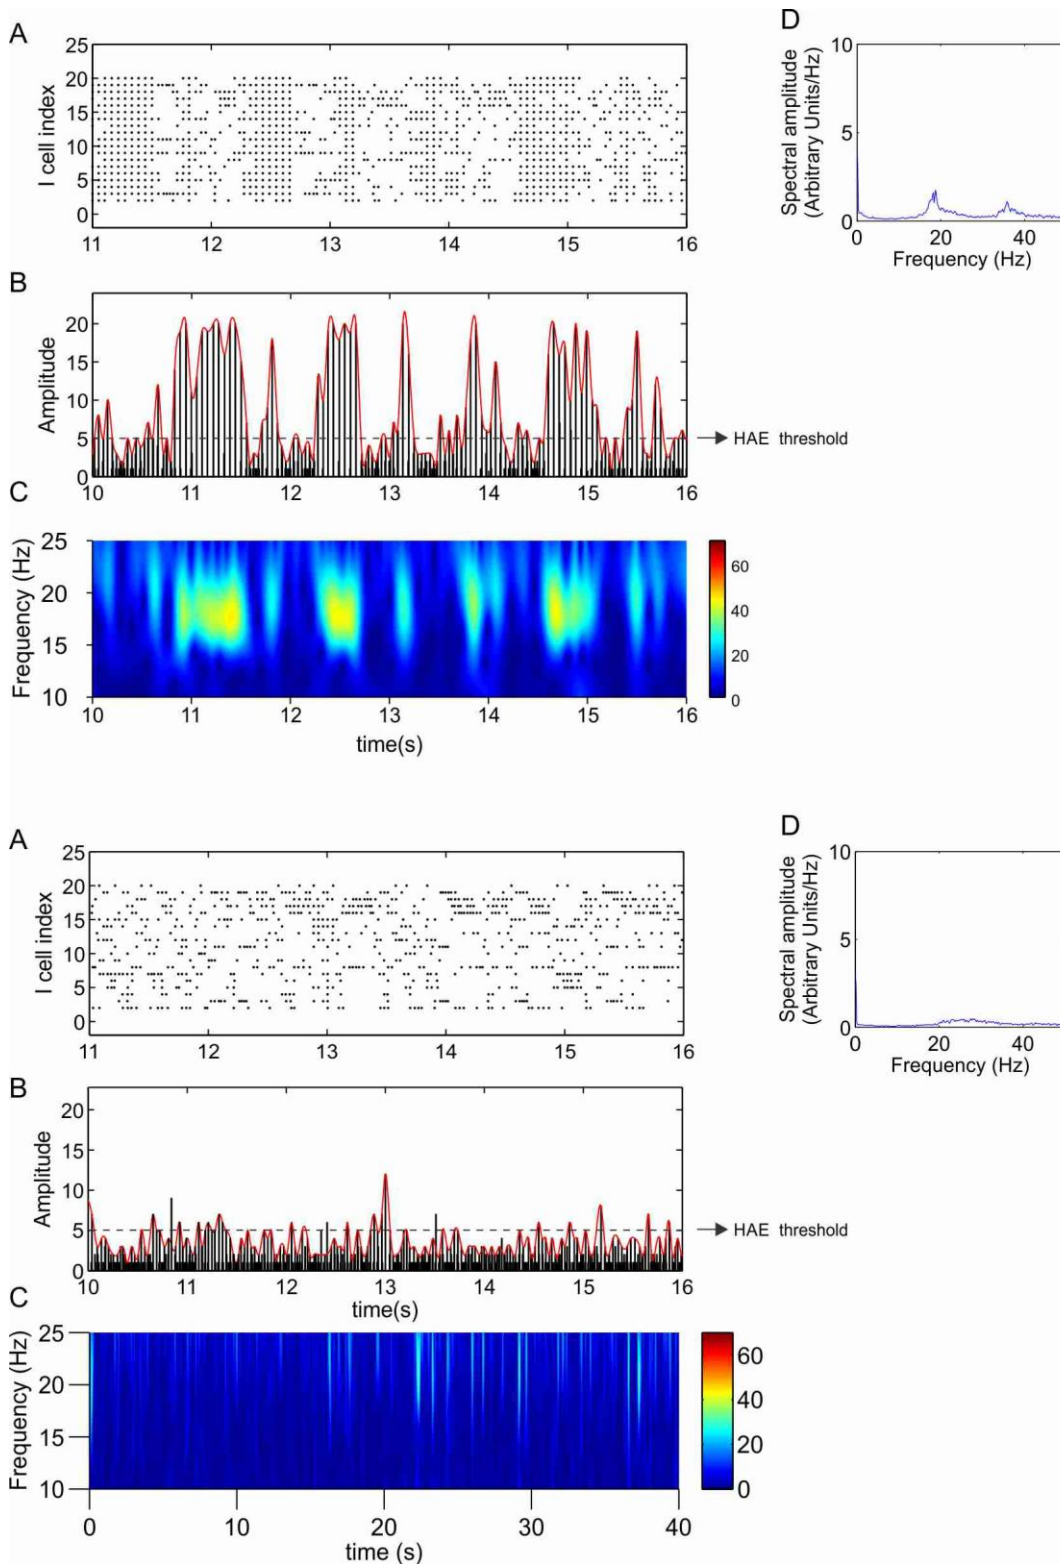 A
D
I cell index
25
20
15
10
5
0
11 12 13 14 15 16
Spectral amplitude
(Arbitrary Units/Hz)
10
5
0
0 20 40
Frequency (Hz)
B
Amplitude
20
15
10
5
0
HAE threshold
10 11 12 13 14 15 16
C
Frequency (Hz)
25
20
15
10
10 11 12 13 14 15 16
time(s)
60
40
20
0
A
D
I cell index
25
20
15
10
5
0
11 12 13 14 15 16
Spectral amplitude
(Arbitrary Units/Hz)
10
5
0
0 20 40
Frequency (Hz)
B
Amplitude
20
15
10
5
0
HAE threshold
10 11 12 13 14 15 16
time(s)
C
Frequency (Hz)
25
20
15
10
0 10 20 30 40
time (s)
60
40
20
0